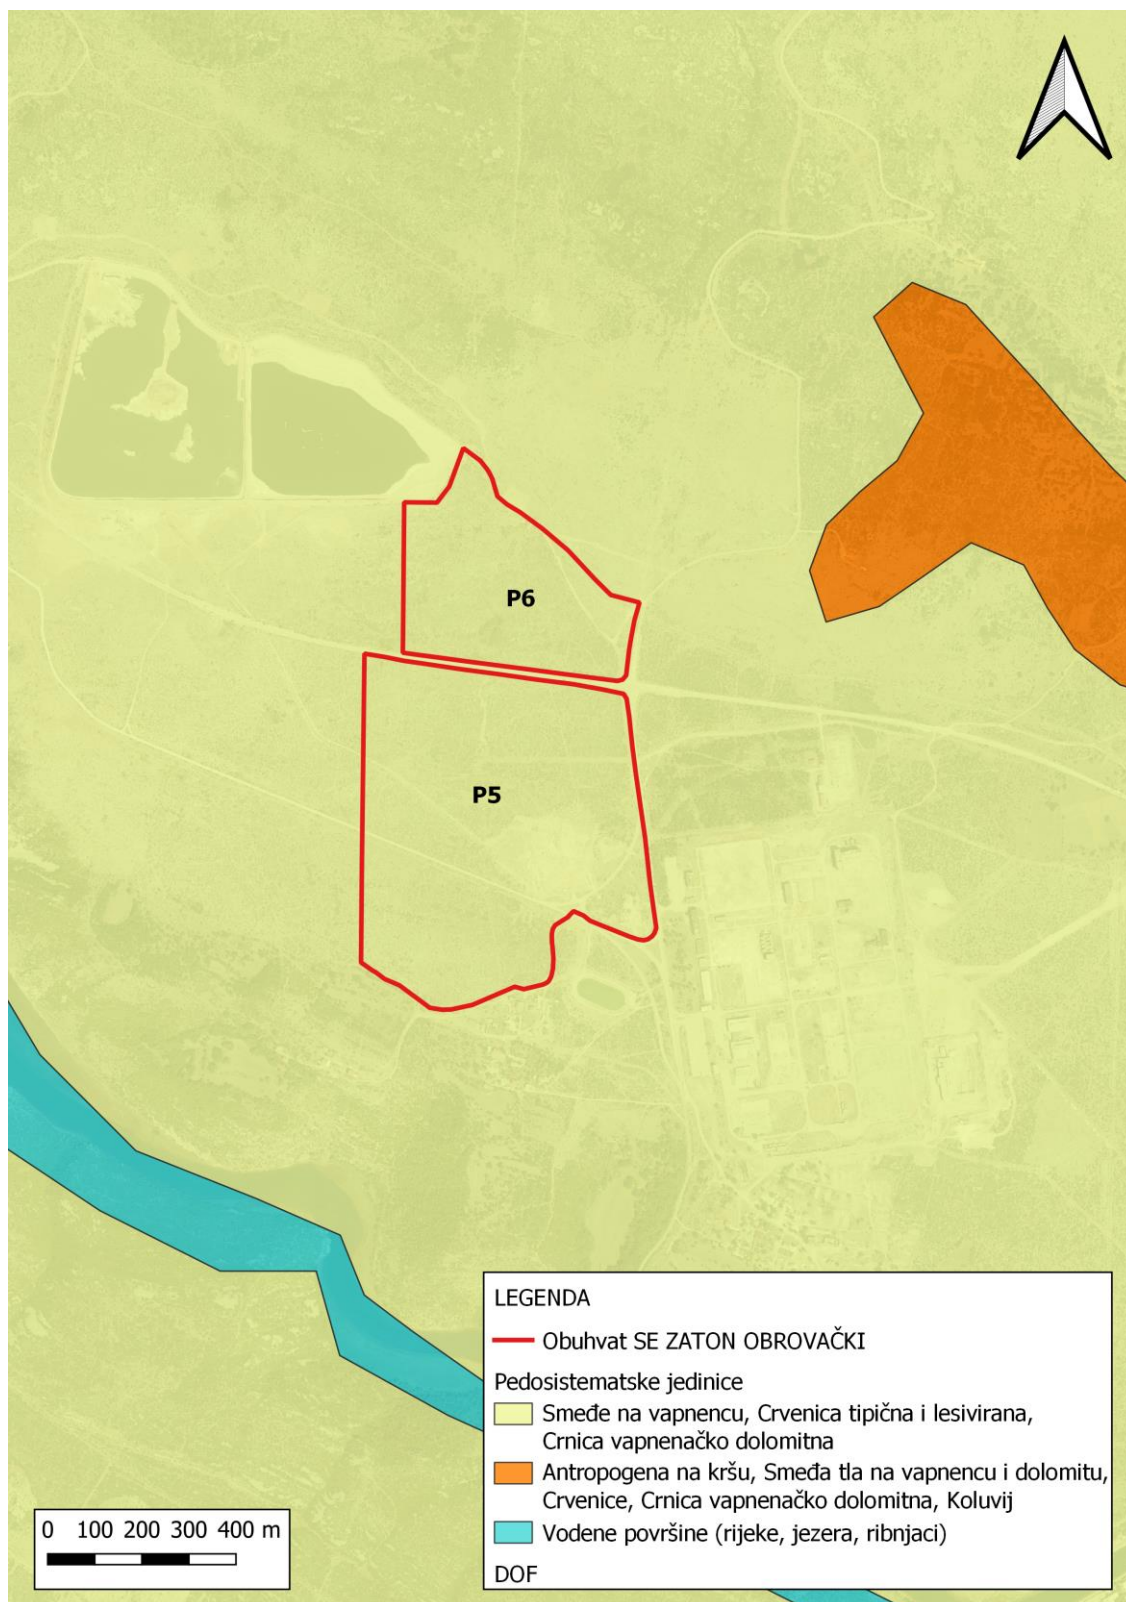 P6
P5
LEGENDA
Obuhvat SE ZATON OBROVAČKI
Pedosistematske jedinice
Smeđe na vapnencu, Crvenica tipična i lesivirana,
Crnica vapnenačko dolomitna
Antropogena na kršu, Smeđa tla na vapnencu i dolomitu,
Crvenice, Crnica vapnenačko dolomitna, Koluvij
Vodene površine (rijeke, jezera, ribnjaci)
DOF
0 100 200 300 400 m